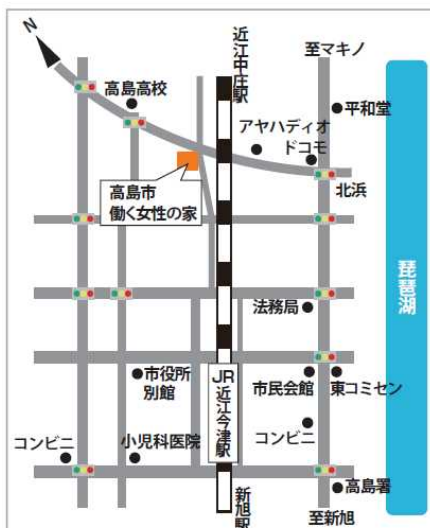 N
近江中庄駅
至マキノ
高島高校
平和堂
アヤハディオ
ドコモ
北浜
高島市
働く女性の家
琵琶湖
法務局
市役所
別館
JR
近江今津駅
市民会館
東コミセン
コンビニ
小児科医院
コンビニ
新旭駅
高島署
至新旭